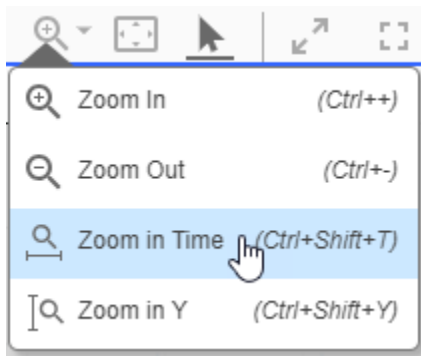 Zoom In (Ctrl++)
Zoom Out (Ctrl+-)
Zoom in Time (Ctrl+Shift+T)
Zoom in Y (Ctrl+Shift+Y)